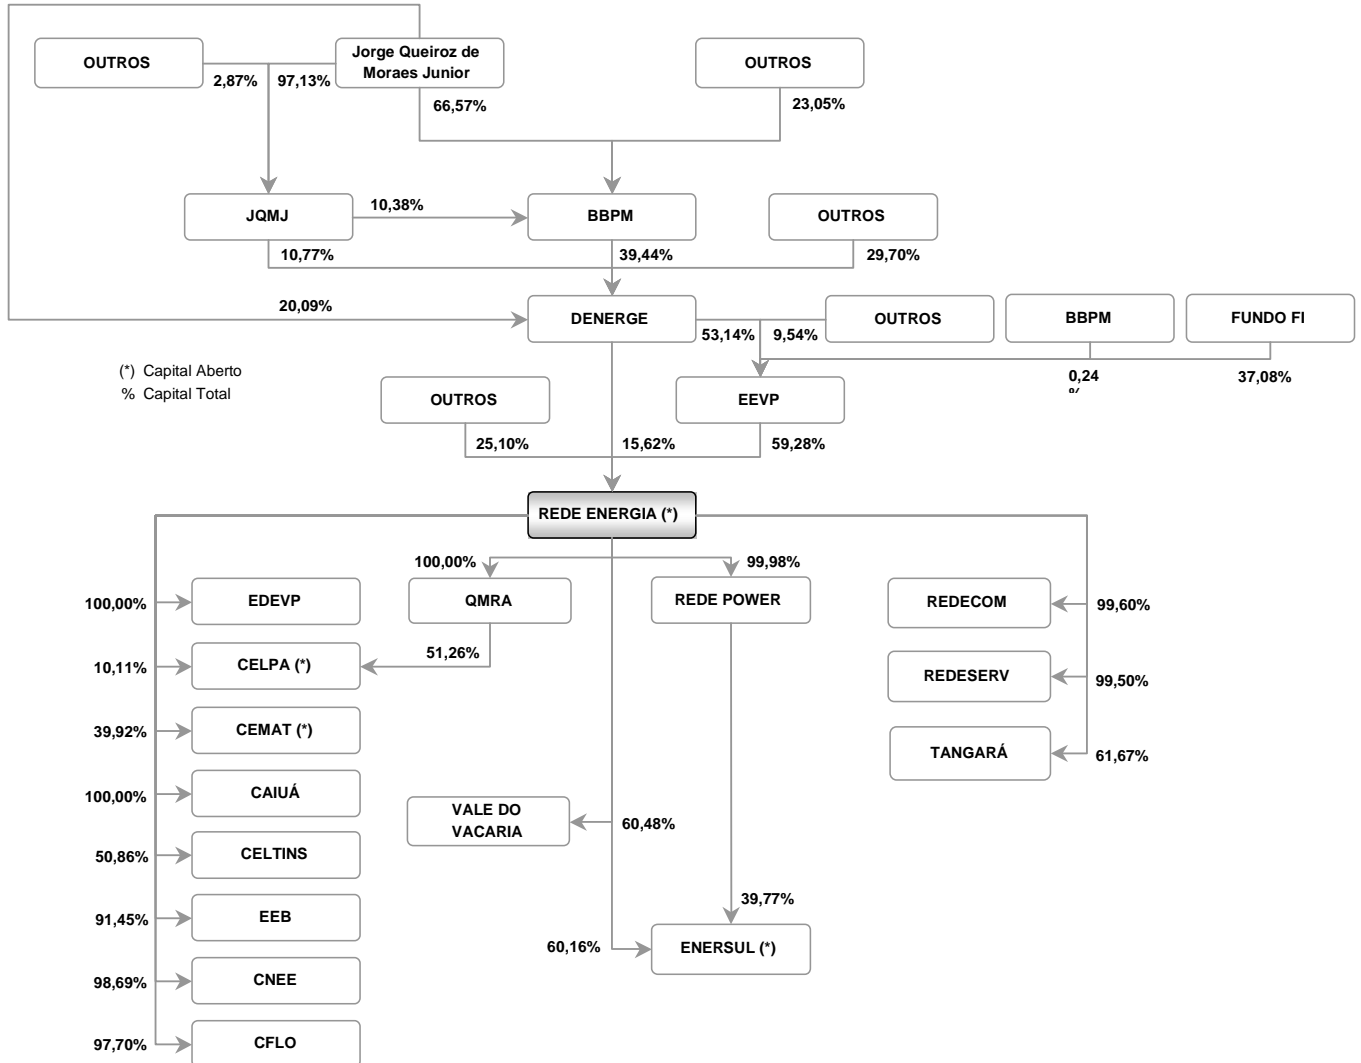 OUTROS
Jorge Queiroz de
Moraes Junior
OUTROS
2,87%
97,13%
66,57%
23,05%
JQMJ
10,38%
BBPM
OUTROS
10,77%
39,44%
29,70%
20,09%
DENERGE
53,14%
9,54%
OUTROS
BBPM
FUNDO FI
(*) Capital Aberto
% Capital Total
0,24
%
37,08%
OUTROS
EEVP
25,10%
15,62%
59,28%
REDE ENERGIA (*)
100,00%
99,98%
100,00%
EDEVP
QMRA
REDE POWER
REDECOM
99,60%
10,11%
CELPA (*)
51,26%
REDESERV
99,50%
39,92%
CEMAT (*)
TANGARÁ
61,67%
100,00%
CAIUÁ
VALE DO
VACARIA
60,48%
50,86%
CELTINS
91,45%
EEB
39,77%
60,16%
ENERSUL (*)
98,69%
CNEE
97,70%
CFLO